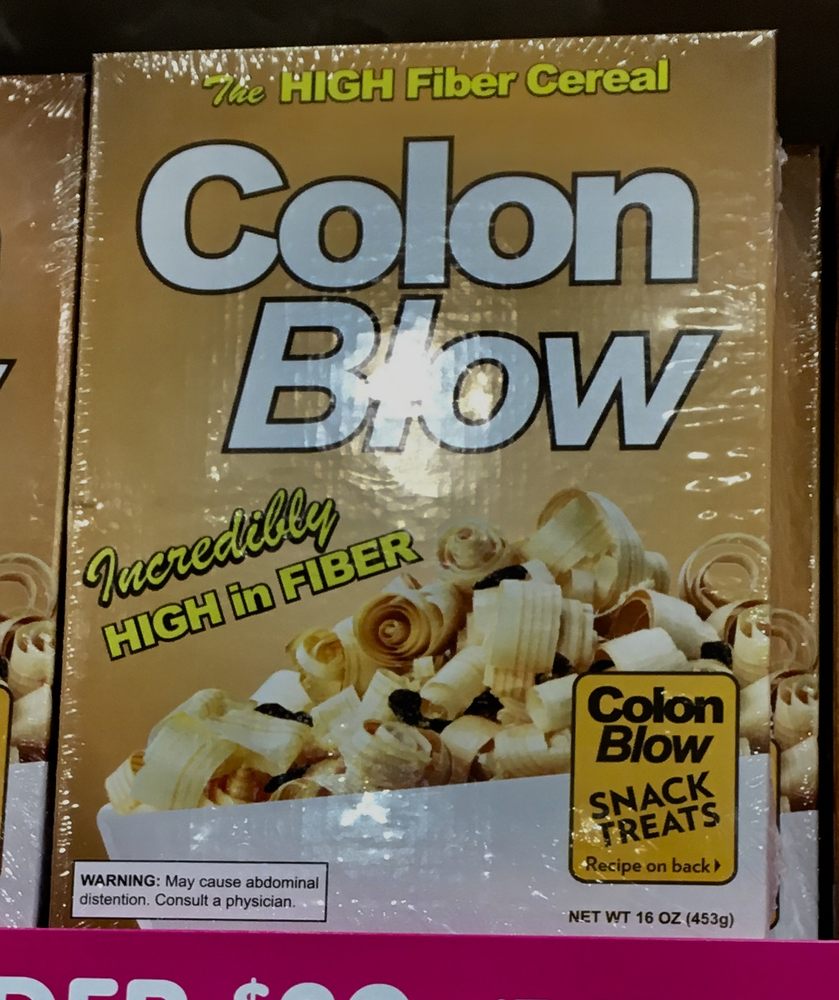 The HIGH Fiber Cereal
Colon
Blow
Incredibly
HIGH in FIBER
Colon
Blow
SNACK
TREATS
Recipe on back
WARNING: May cause abdominal
distention. Consult a physician.
NET WT 16 OZ (453g)